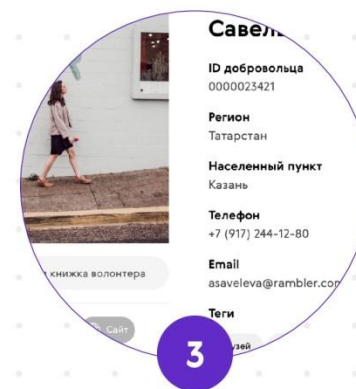 Савел
ID добровольца
0000023421
Регион
Татарстан
Населенный пункт
Казань
Телефон
+7 (917) 244-12-80
книжка волонтера
Email
asaveleva@rambler.com
Теги
Сайт
узей
3